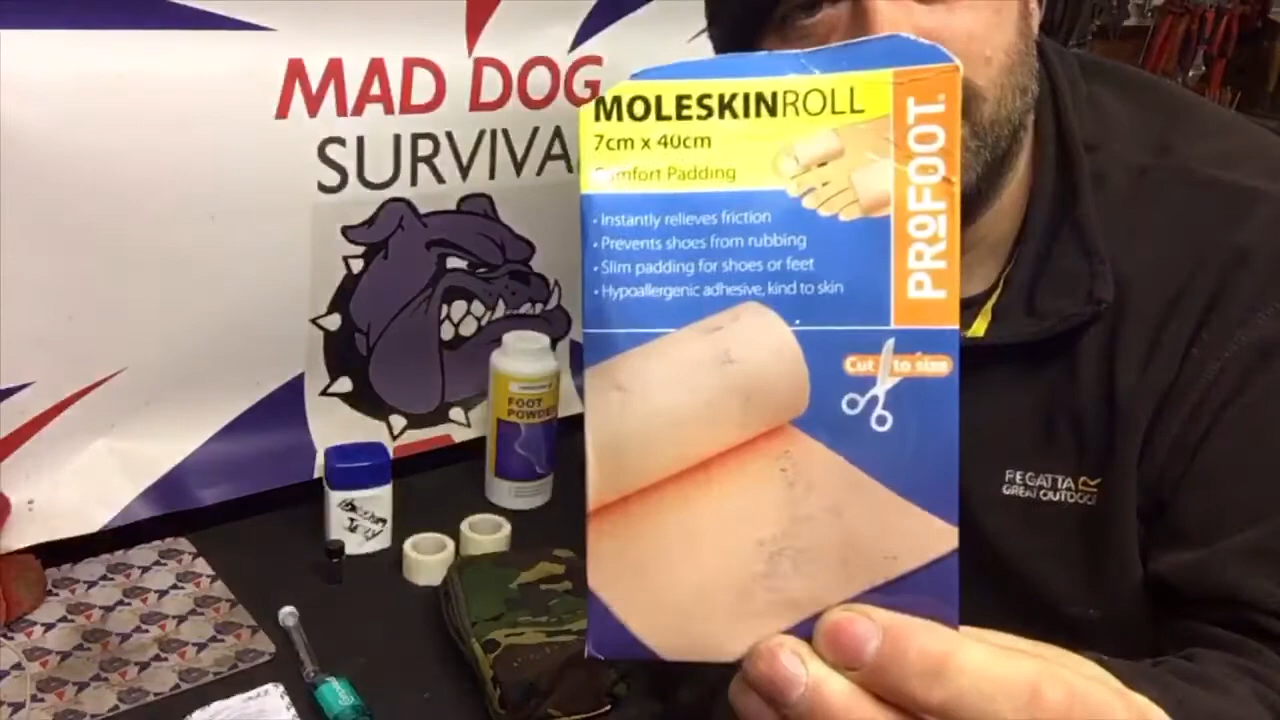 MAD DOG
SURVIVA
MOLESKINROLL
7cm x 40cm
Comfort Padding
• Instantly relieves friction
• Prevents shoes from rubbing
• Slim padding for shoes or feet
• Hypoallergenic adhesive, kind to skin
PROFOOT
Cut to size
FOOT
POWDER
REGATTA
GREAT OUTDOORS